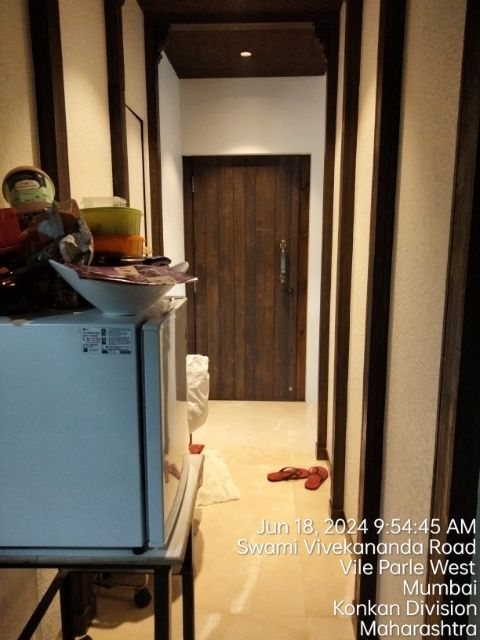 Jun 18, 2024 9:54:45 AM
Swami Vivekananda Road
Vile Parle West
Mumbai
Konkan Division
Maharashtra